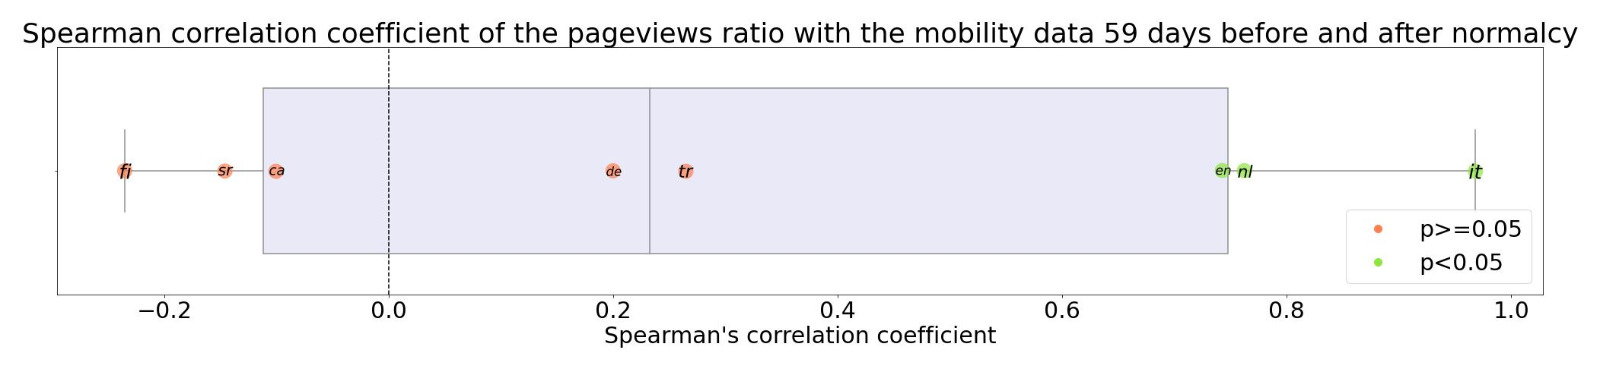 Spearman correlation coefficient of the pageviews ratio with the mobility data 59 days before and after normalcy
fi sr ca de tr en nl it
p>=0.05
p<0.05
−0.2 0.0 0.2 0.4 0.6 0.8 1.0
Spearman's correlation coefficient